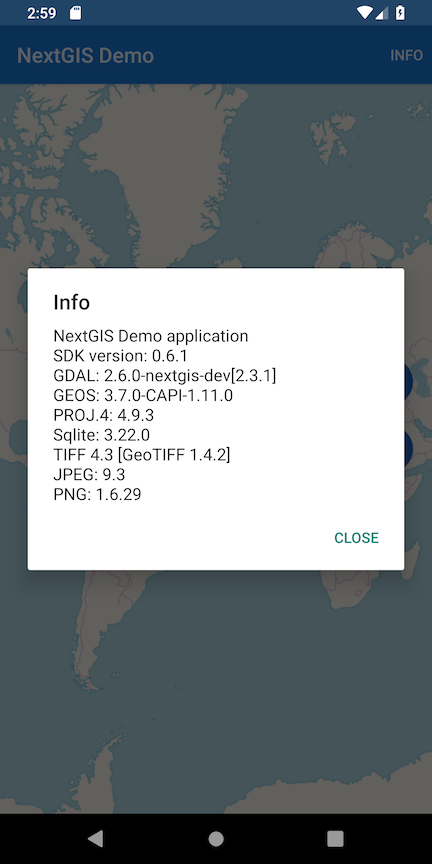 2:59
NextGIS Demo
INFO
Info
NextGIS Demo application
SDK version: 0.6.1
GDAL: 2.6.0-nextgis-dev[2.3.1]
GEOS: 3.7.0-CAPI-1.11.0
PROJ.4: 4.9.3
Sqlite: 3.22.0
TIFF 4.3 [GeoTIFF 1.4.2]
JPEG: 9.3
PNG: 1.6.29
CLOSE